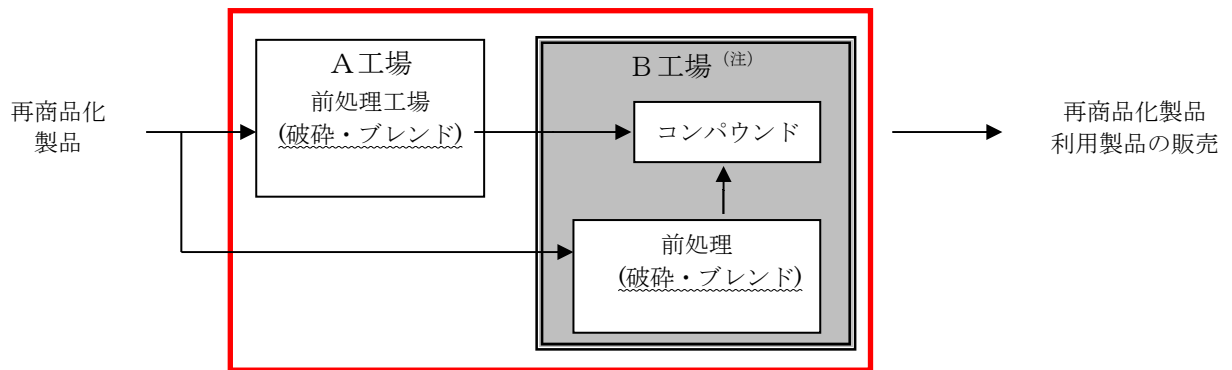 再商品化
製品
A工場
前処理工場
(破砕・ブレンド)
B工場 (注)
コンパウンド
前処理
(破砕・ブレンド)
再商品化製品
利用製品の販売